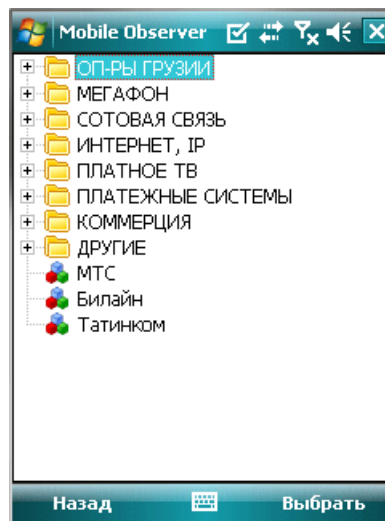 Mobile Observer
ОП-РЫ ГРУЗИИ
МЕГАФОН
СОТОВАЯ СВЯЗЬ
ИНТЕРНЕТ, IP
ПЛАТНОЕ ТВ
ПЛАТЕЖНЫЕ СИСТЕМЫ
КОММЕРЦИЯ
ДРУГИЕ
МТС
Билайн
Татинком
Назад Выбрать